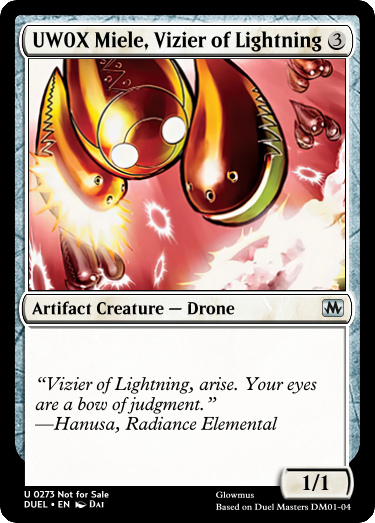 UW0X Miele, Vizier of Lightning 3
Artifact Creature — Drone
“Vizier of Lightning, arise. Your eyes
are a bow of judgment.”
—Hanusa, Radiance Elemental
1/1
U 0273 Not for Sale
DUEL • EN Dai
Glowmus
Based on Duel Masters DM01-04